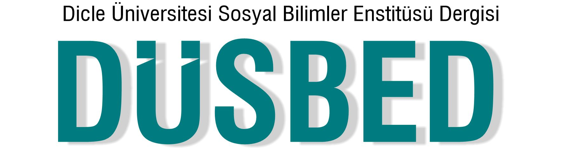 Dicle Üniversitesi Sosyal Bilimler Enstitüsü Dergisi
DÜSBED